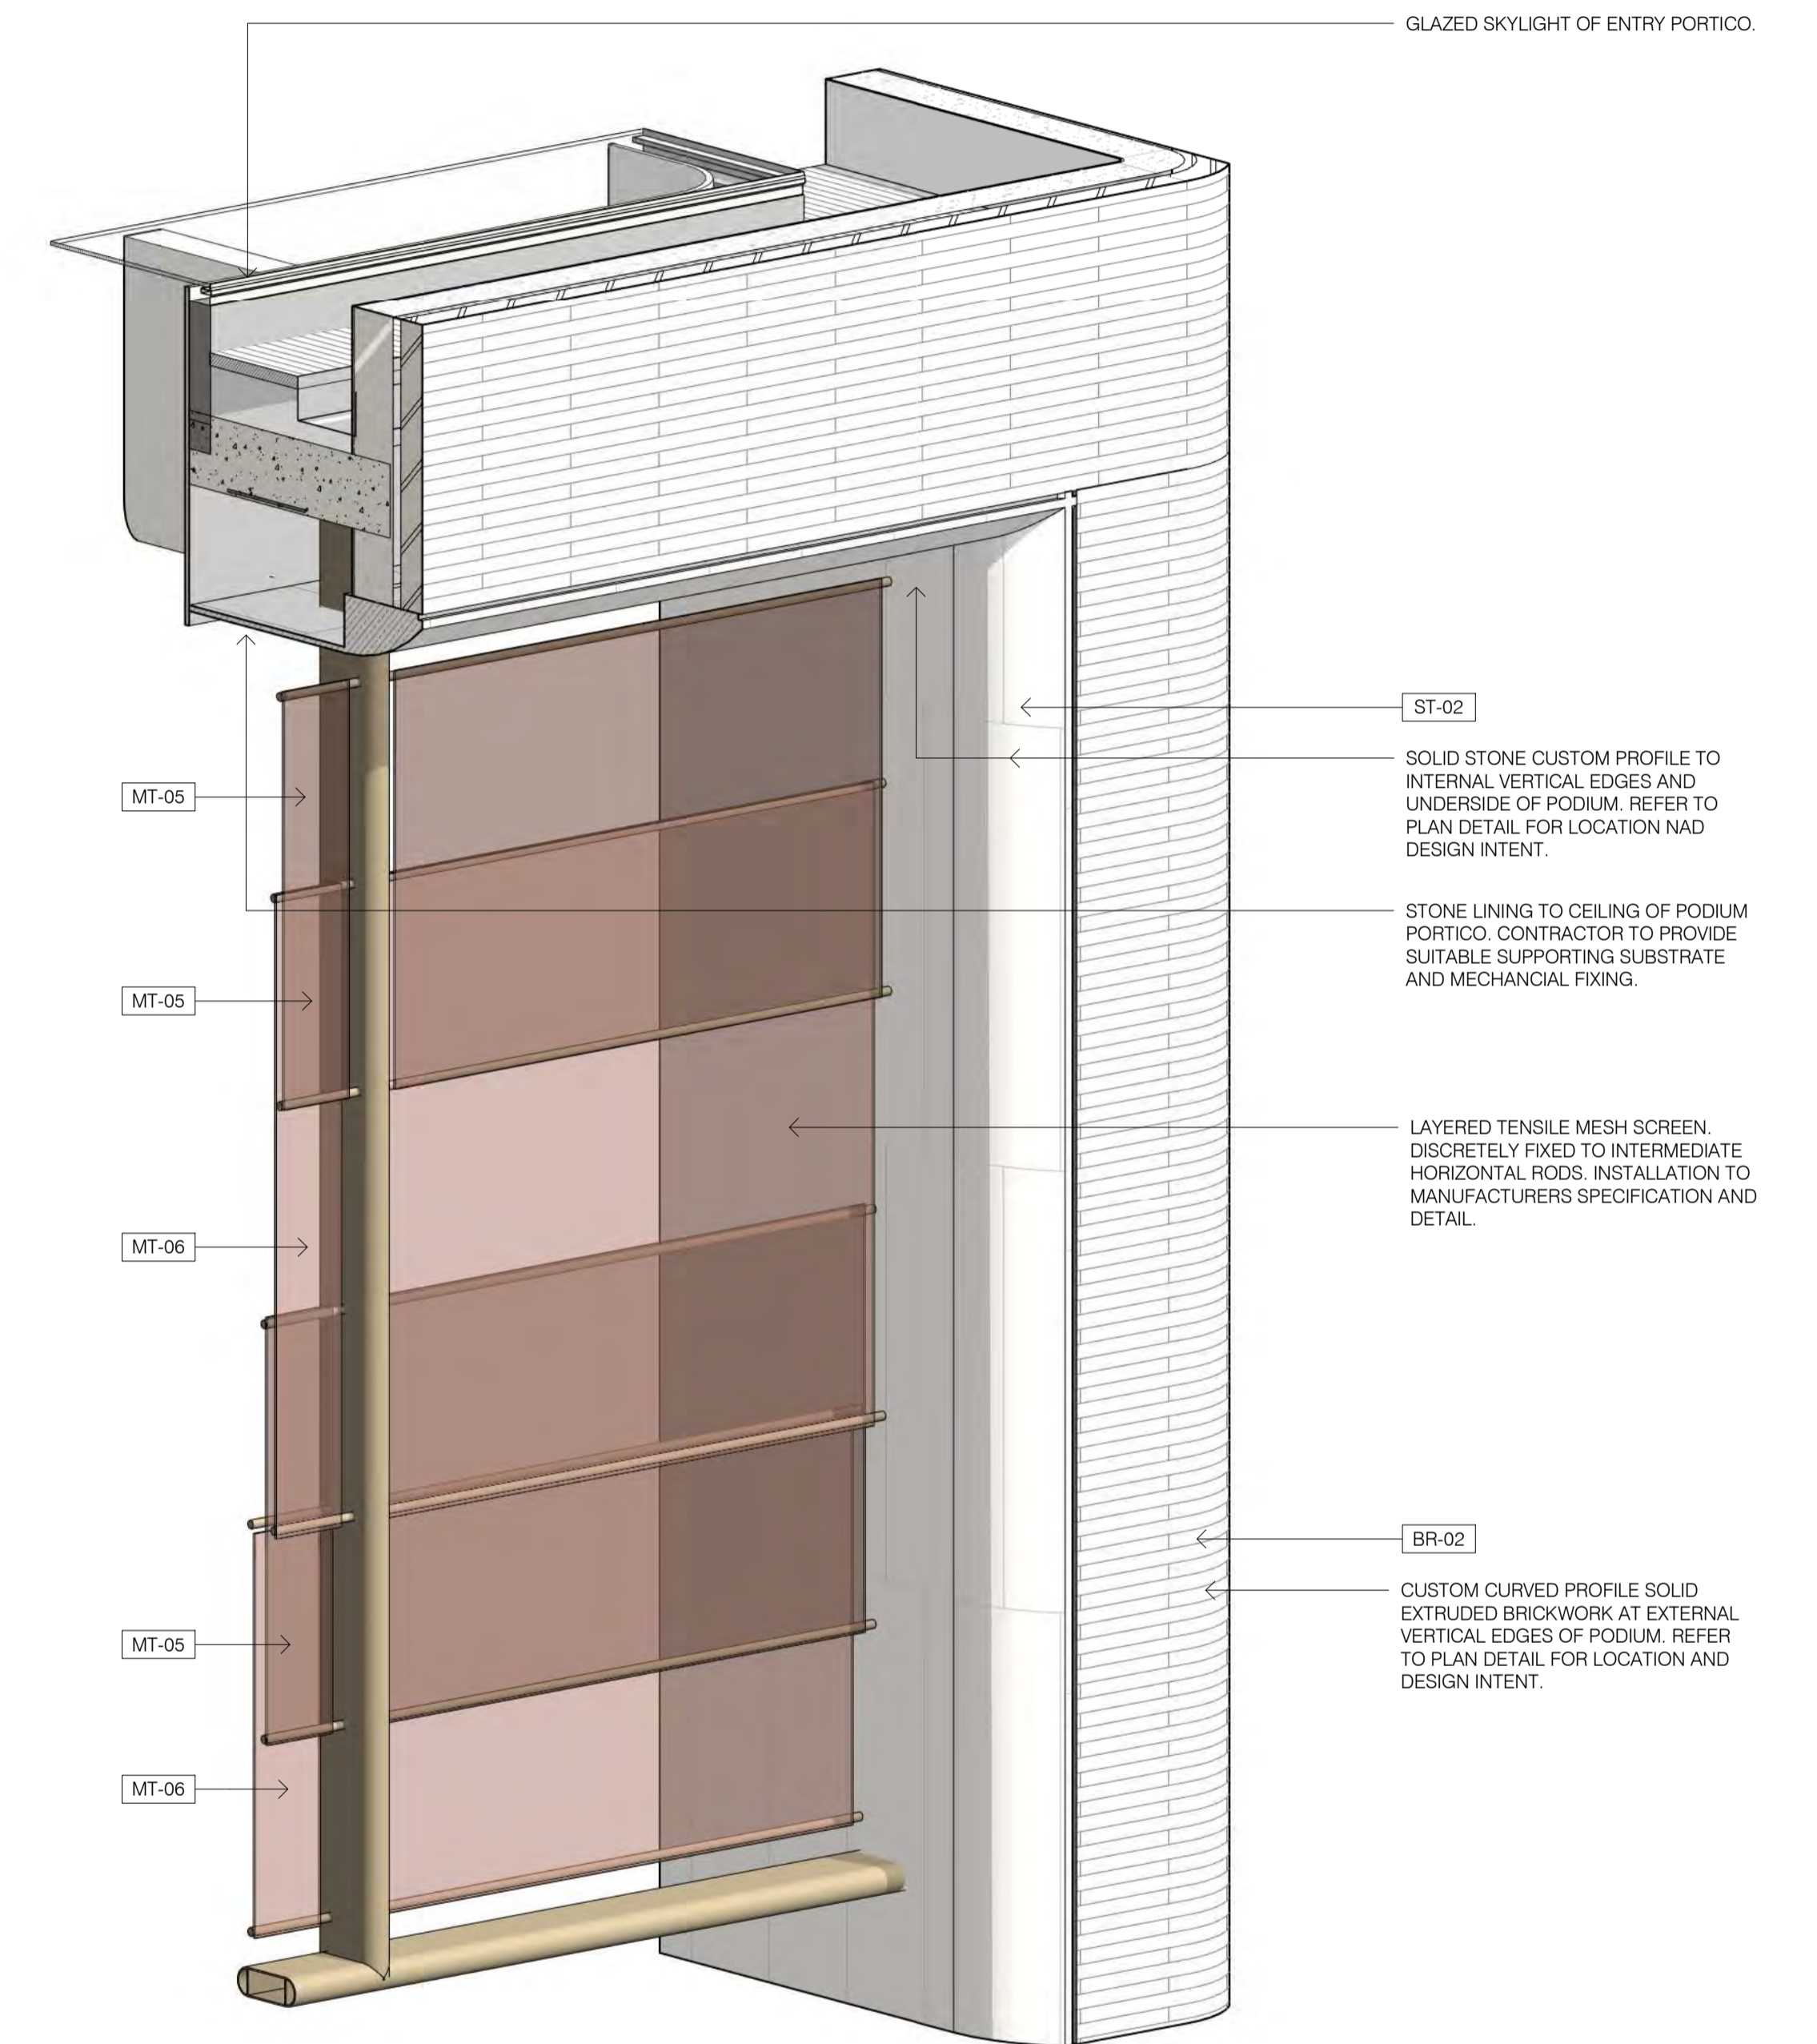 GLAZED SKYLIGHT OF ENTRY PORTICO.
ST-02
SOLID STONE CUSTOM PROFILE TO
INTERNAL VERTICAL EDGES AND
UNDERSIDE OF PODIUM. REFER TO
PLAN DETAIL FOR LOCATION NAD
DESIGN INTENT.
MT-05
STONE LINING TO CEILING OF PODIUM
PORTICO. CONTRACTOR TO PROVIDE
SUITABLE SUPPORTING SUBSTRATE
AND MECHANCIAL FIXING.
MT-05
LAYERED TENSILE MESH SCREEN.
DISCRETELY FIXED TO INTERMEDIATE
HORIZONTAL RODS. INSTALLATION TO
MANUFACTURERS SPECIFICATION AND
DETAIL.
MT-06
BR-02
CUSTOM CURVED PROFILE SOLID
EXTRUDED BRICKWORK AT EXTERNAL
VERTICAL EDGES OF PODIUM. REFER
TO PLAN DETAIL FOR LOCATION AND
DESIGN INTENT.
MT-05
MT-06